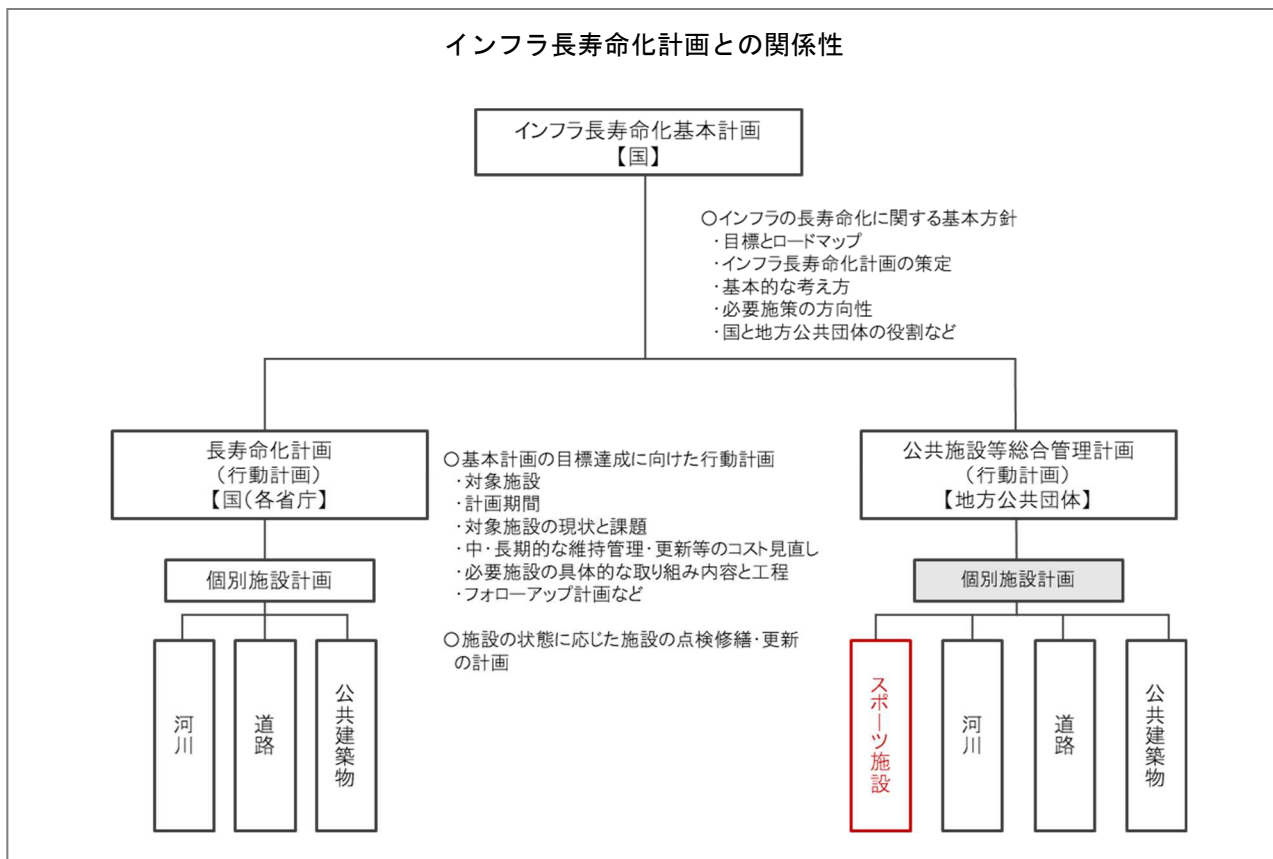 インフラ長寿命化計画との関係性
インフラ長寿命化基本計画
【国】
○インフラの長寿命化に関する基本方針
・目標とロードマップ
・インフラ長寿命化計画の策定
・基本的な考え方
・必要施策の方向性
・国と地方公共団体の役割など
長寿命化計画
(行動計画)
【国(各省庁】
○基本計画の目標達成に向けた行動計画
・対象施設
・計画期間
・対象施設の現状と課題
・中・長期的な維持管理・更新等のコスト見直し
・必要施設の具体的な取り組み内容と工程
・フォローアップ計画など
○施設の状態に応じた施設の点検修繕・更新
の計画
公共施設等総合管理計画
(行動計画)
【地方公共団体】
個別施設計画
河川
道路
公共建築物
個別施設計画
スポーツ施設
河川
道路
公共建築物